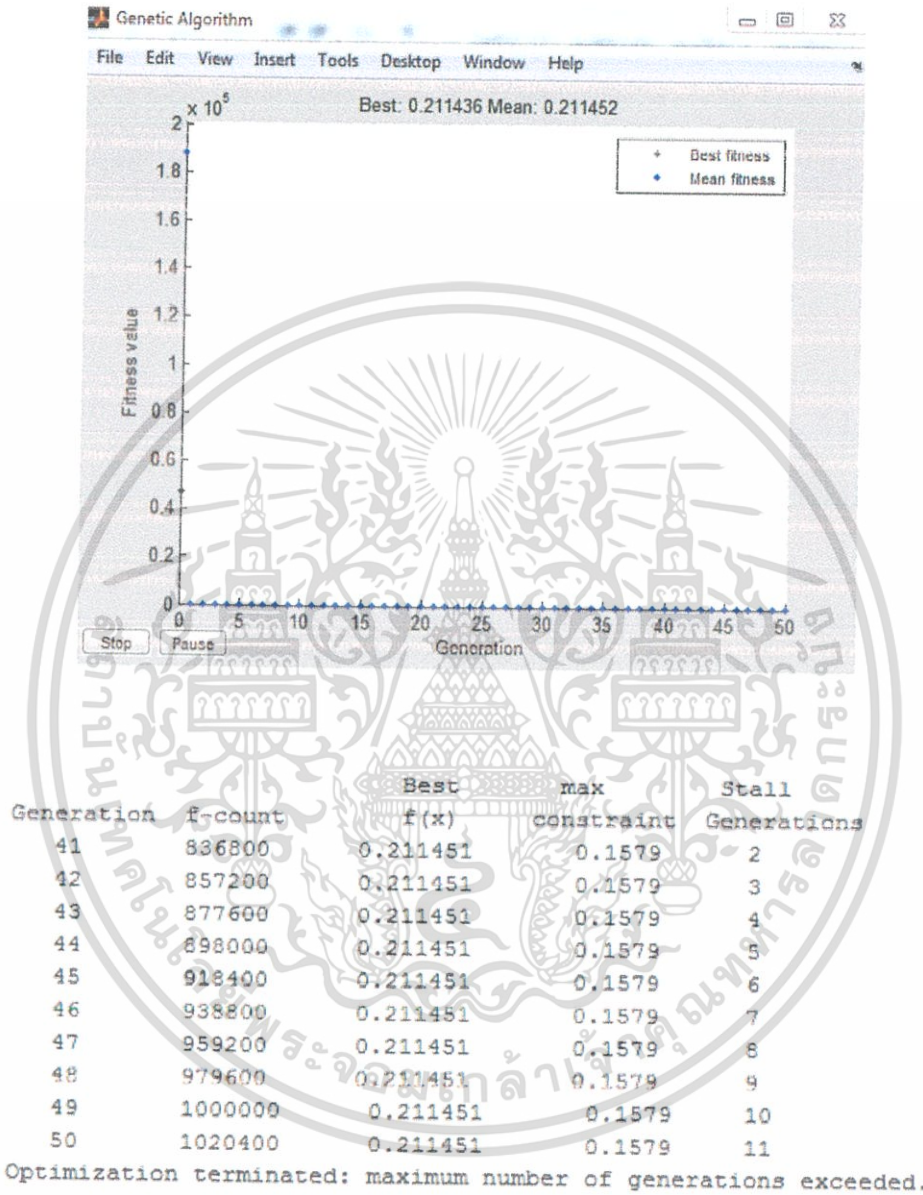 Genetic Algorithm
File Edit View Insert Tools Desktop Window Help
x 10^5
Best: 0.211436 Mean: 0.211452
2
1.8
1.6
1.4
1.2
1
0.8
0.6
0.4
0.2
0
Fitness value
Best fitness
Mean fitness
0 5 10 15 20 25 30 35 40 45 50
Stop Pause
Generation
Best max Stall
Generation f-count f(x) constraint Generations
41 836800 0.211451 0.1579 2
42 857200 0.211451 0.1579 3
43 877600 0.211451 0.1579 4
44 898000 0.211451 0.1579 5
45 918400 0.211451 0.1579 6
46 938800 0.211451 0.1579 7
47 959200 0.211451 0.1579 8
48 979600 0.211451 0.1579 9
49 1000000 0.211451 0.1579 10
50 1020400 0.211451 0.1579 11
Optimization terminated: maximum number of generations exceeded.